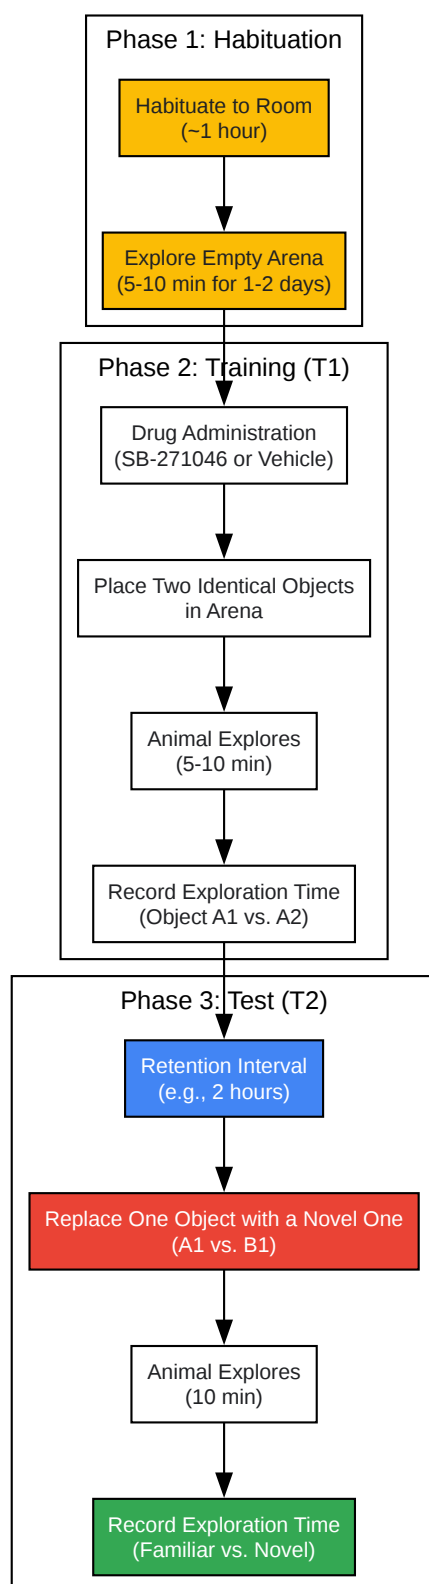 Phase 1: Habituation
Habituate to Room
(~1 hour)
Explore Empty Arena
(5-10 min for 1-2 days)
Phase 2: Training (T1)
Drug Administration
(SB-271046 or Vehicle)
Place Two Identical Objects
in Arena
Animal Explores
(5-10 min)
Record Exploration Time
(Object A1 vs. A2)
Phase 3: Test (T2)
Retention Interval
(e.g., 2 hours)
Replace One Object with a Novel One
(A1 vs. B1)
Animal Explores
(10 min)
Record Exploration Time
(Familiar vs. Novel)